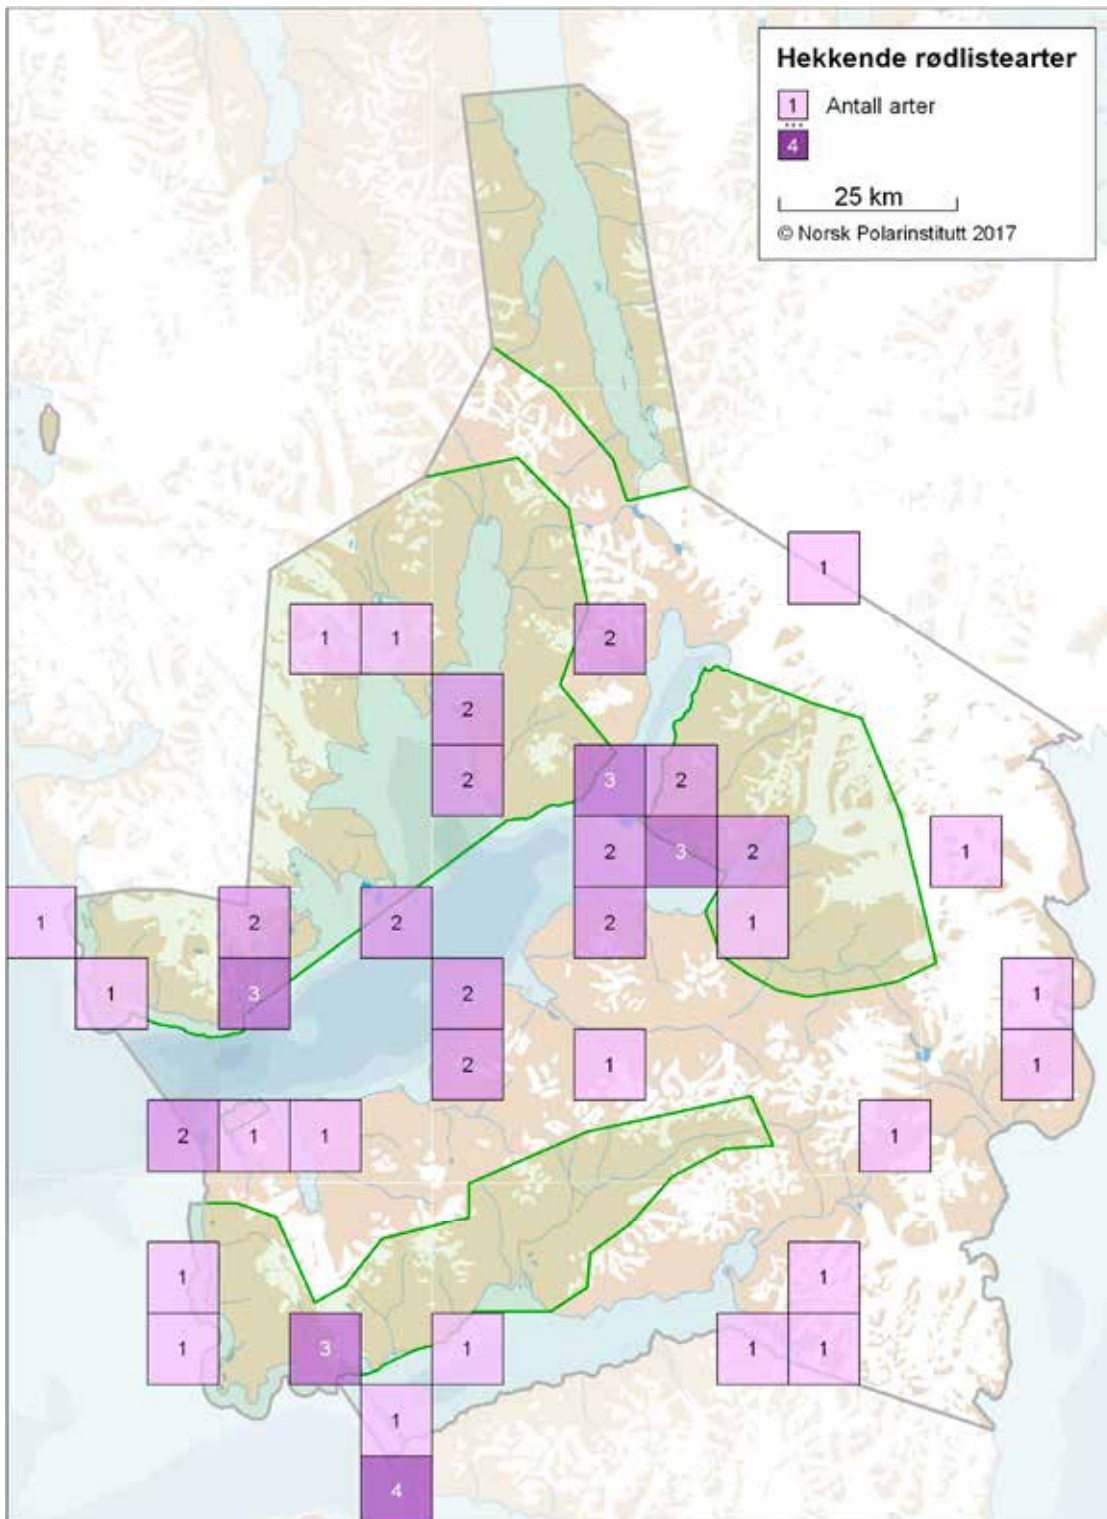 Hekkende rødlistearter
1 Antall arter
4
25 km
© Norsk Polarinstitutt 2017
1
1 1 2
2
2 3 2
2 3 2 1
1 2 2 2 1
1 3 2 1
2 1 1
2 1 1 1
1 1
1 3 1 1 1
1
4